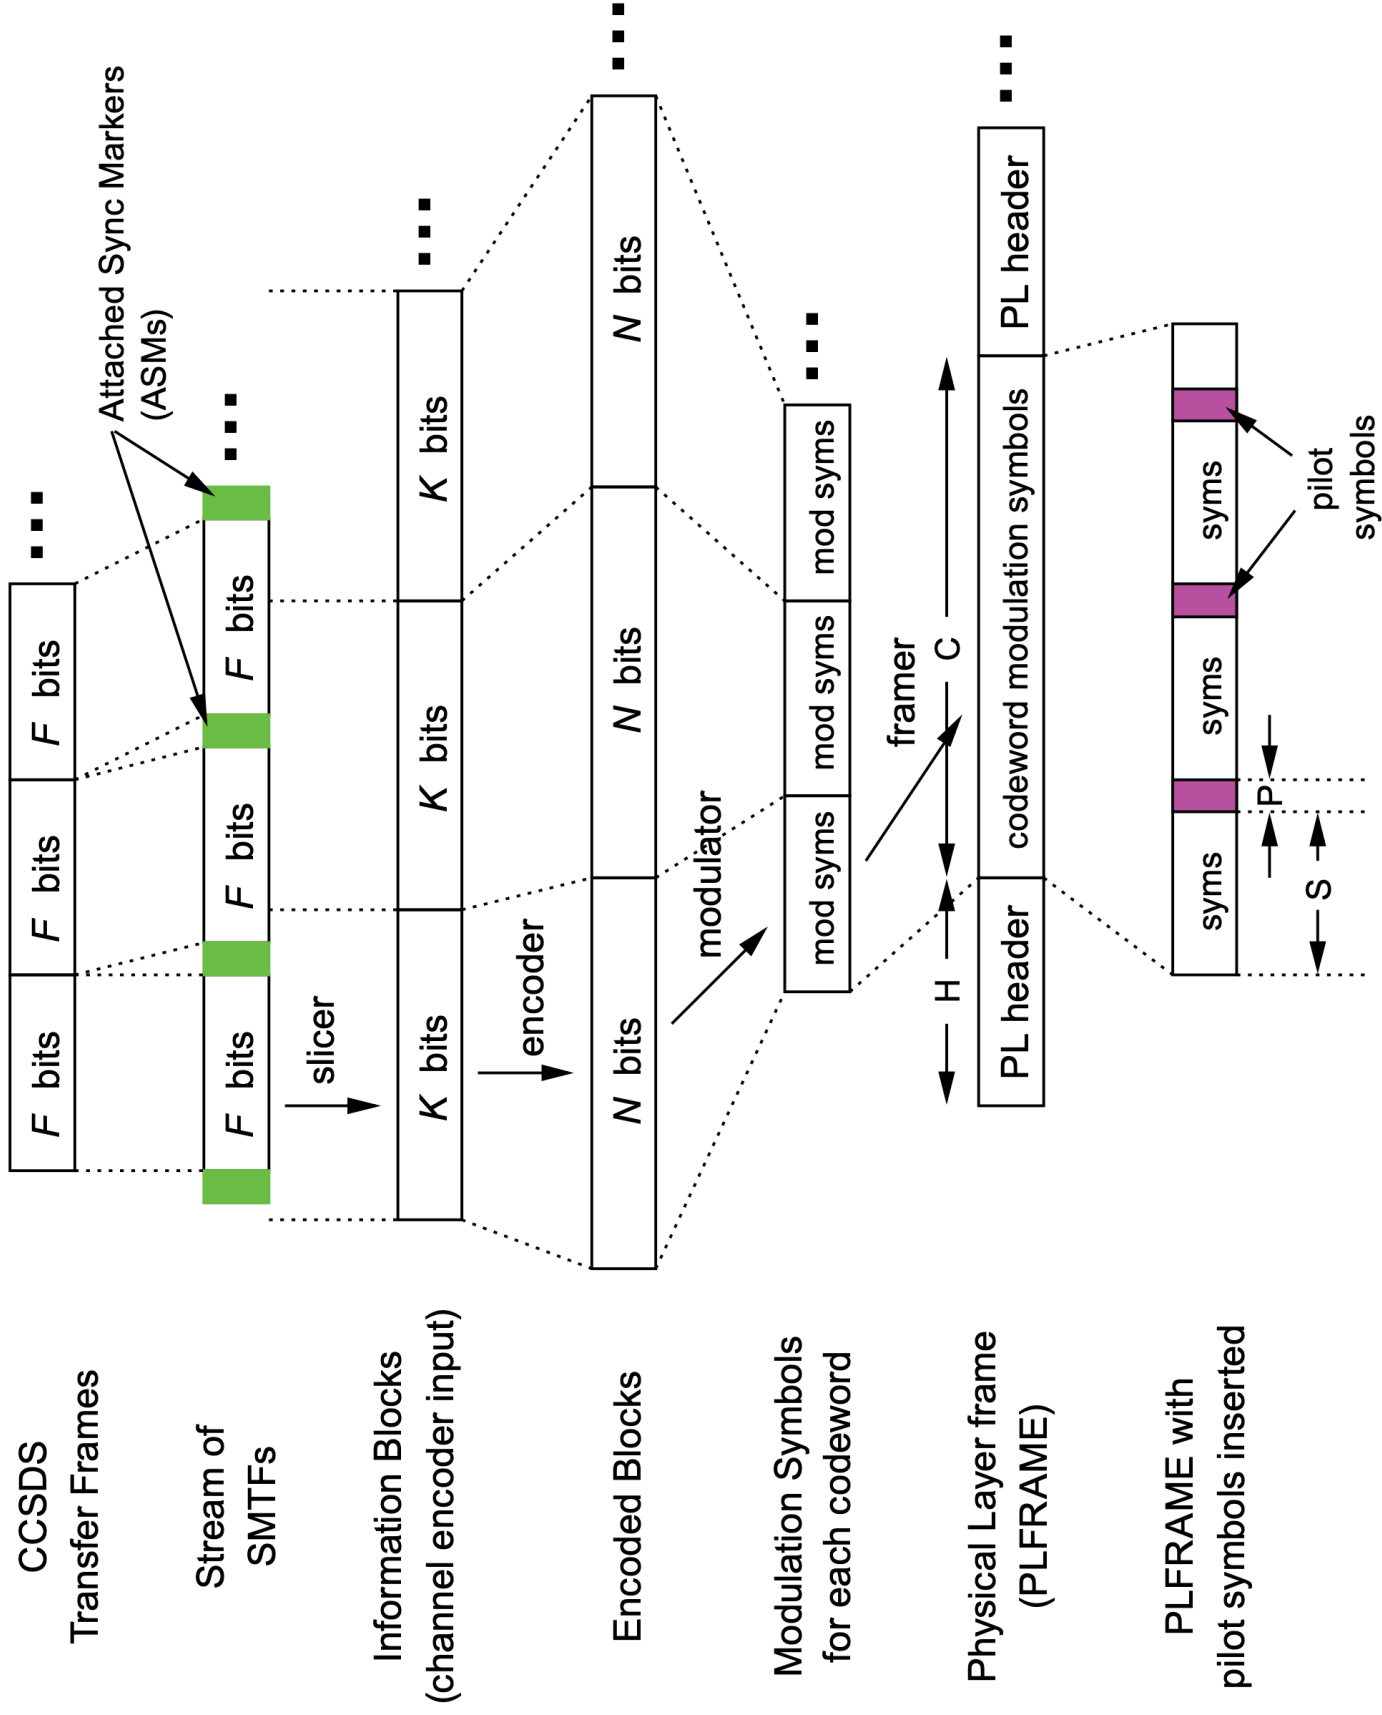 CCSDS
Transfer Frames
F bits
F bits
F bits
Attached Sync Markers
(ASMs)
Stream of
SMTFs
F bits
F bits
F bits
slicer
Information Blocks
(channel encoder input)
K bits
K bits
K bits
encoder
Encoded Blocks
N bits
N bits
N bits
modulator
Modulation Symbols
for each codeword
mod syms
mod syms
mod syms
framer
H
C
Physical Layer frame
(PLFRAME)
PL header
codeword modulation symbols
PL header
PLFRAME with
pilot symbols inserted
syms
syms
syms
P
S
pilot
symbols